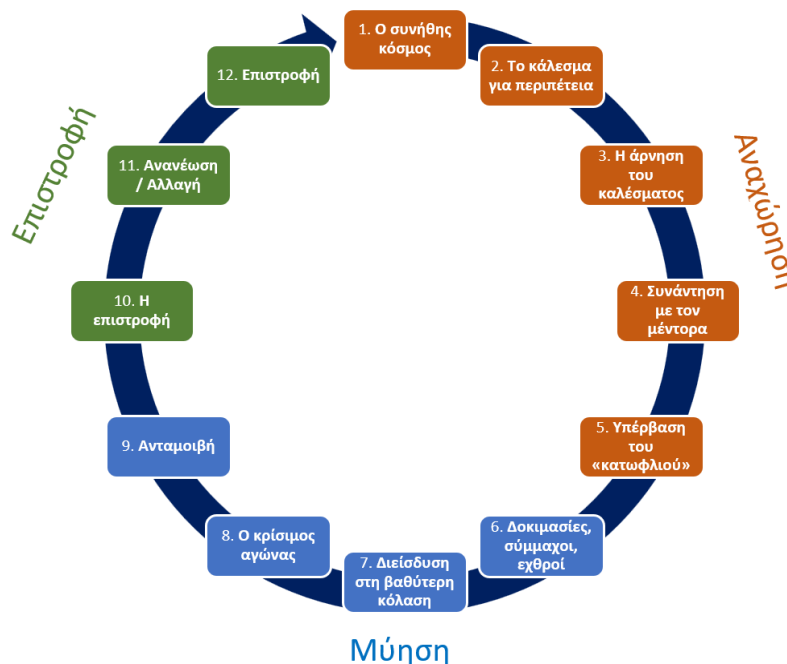 1. Ο συνήθης
κόσμος
2. Το κάλεσμα
για περιπέτεια
3. Η άρνηση
του
καλέσματος
4. Συνάντηση
με τον
μέντορα
5. Υπέρβαση
του
«κατωφλιού»
6. Δοκιμασίες,
σύμμαχοι,
εχθροί
7. Διείσδυση
στη βαθύτερη
κόλαση
8. Ο κρίσιμος
αγώνας
9. Ανταμοιβή
10. Η
επιστροφή
11. Ανανέωση
/ Αλλαγή
12. Επιστροφή
Αναχώρηση
Μύηση
Επιστροφή